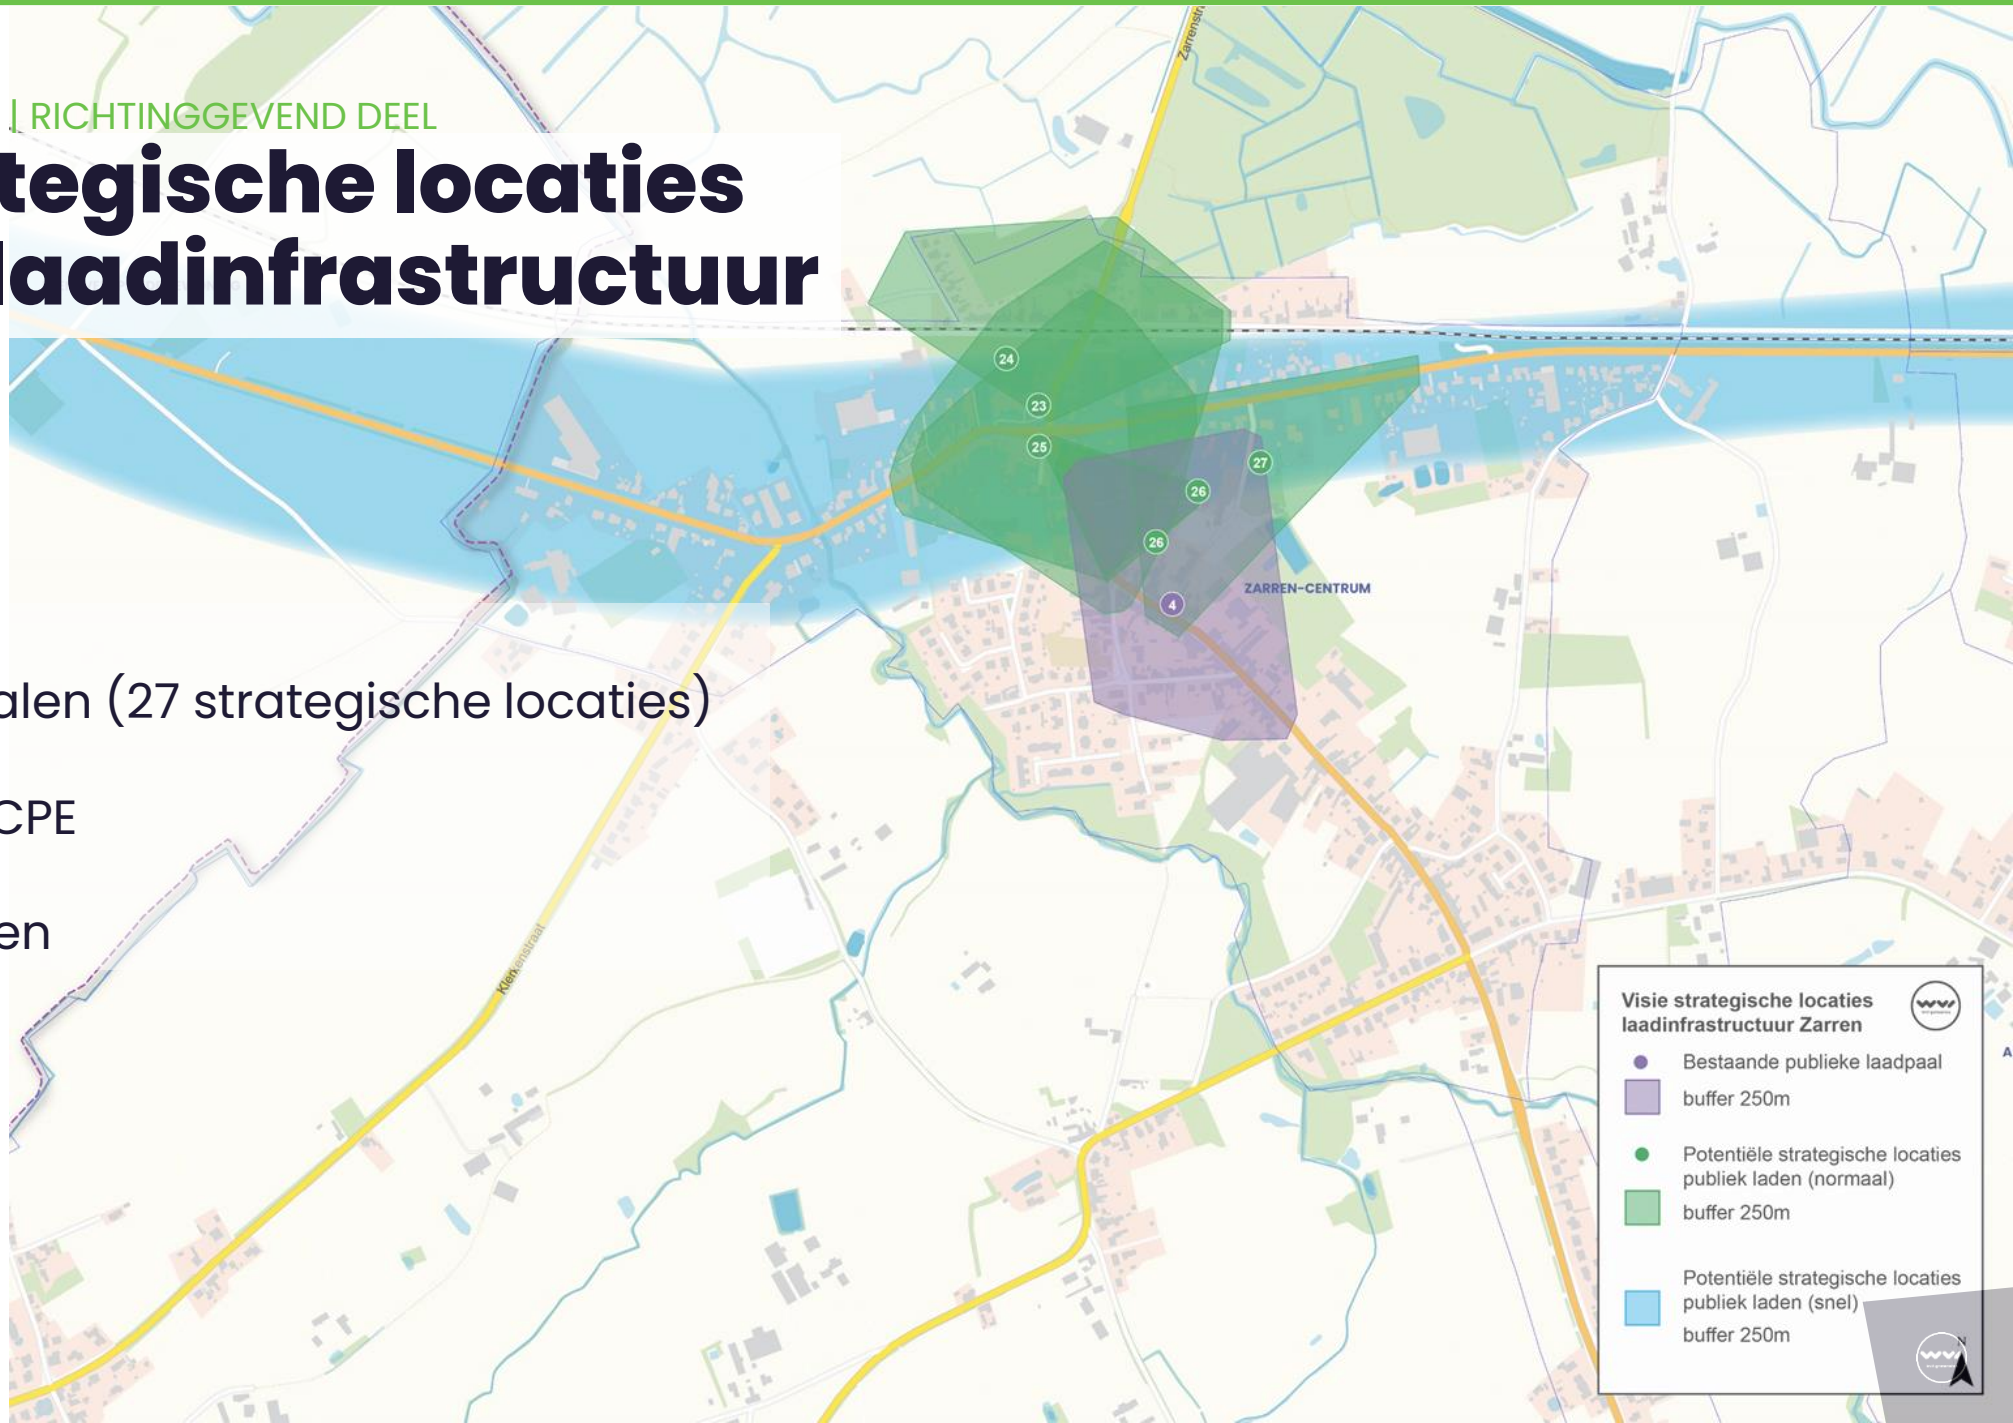 | RICHTINGGEVEND DEEL
tegische locaties
laadinfrastructuur
alen (27 strategische locaties)
CPE
en
Zarrenstr
24
23
25
27
26
26
4
ZARREN-CENTRUM
Klerkenstraat
A
Visie strategische locaties
laadinfrastructuur Zarren
Bestaande publieke laadpaal
buffer 250m
Potentiële strategische locaties
publiek laden (normaal)
buffer 250m
Potentiële strategische locaties
publiek laden (snel)
buffer 250m
N